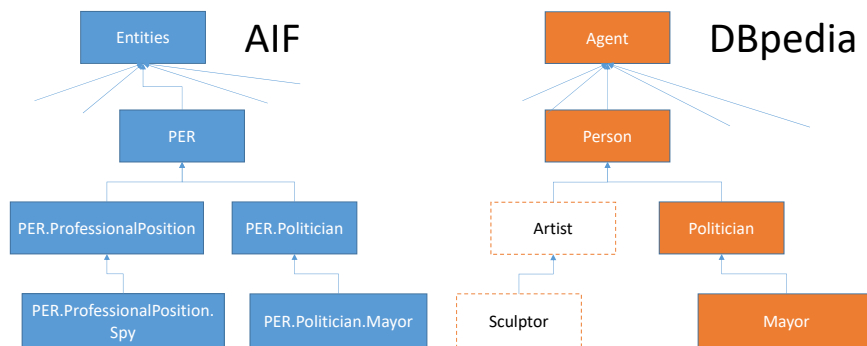 Entities
AIF
Agent
DBpedia
PER
Person
PER.ProfessionalPosition
PER.Politician
Artist
Politician
PER.ProfessionalPosition.
Spy
PER.Politician.Mayor
Sculptor
Mayor